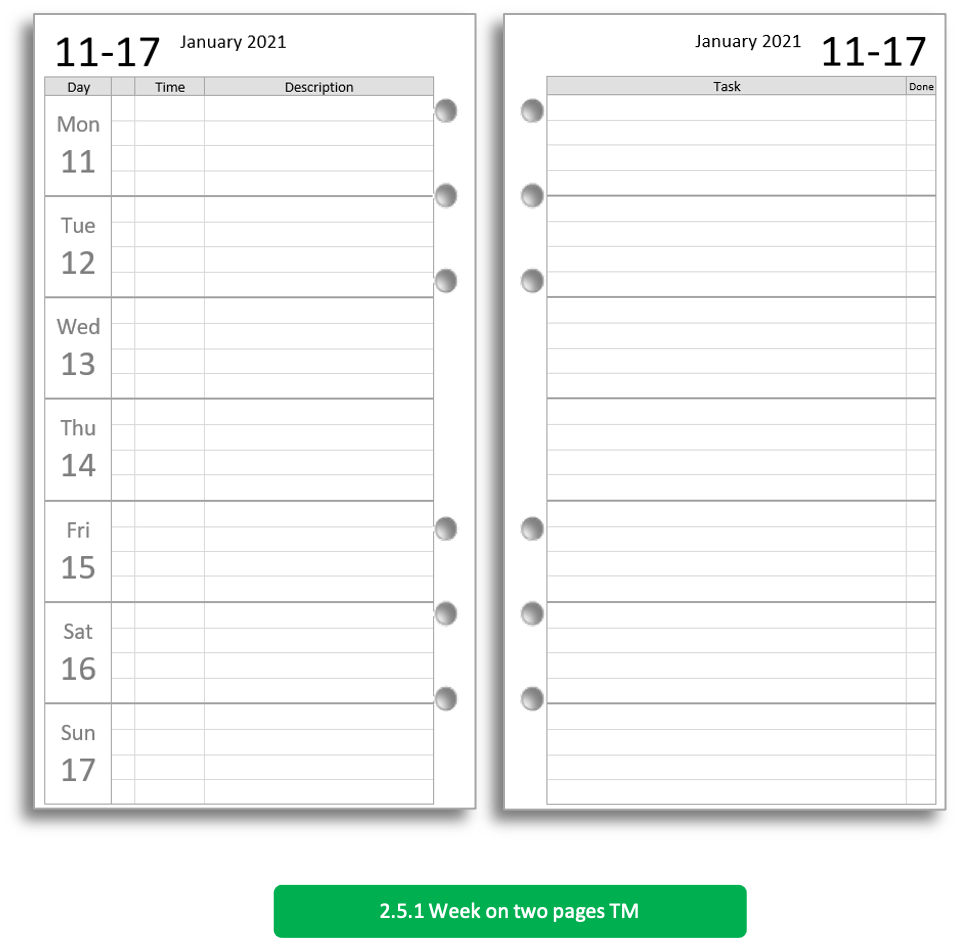 11-17 January 2021
Day Time Description
Mon
11
Tue
12
Wed
13
Thu
14
Fri
15
Sat
16
Sun
17
January 2021 11-17
Task Done
2.5.1 Week on two pages TM